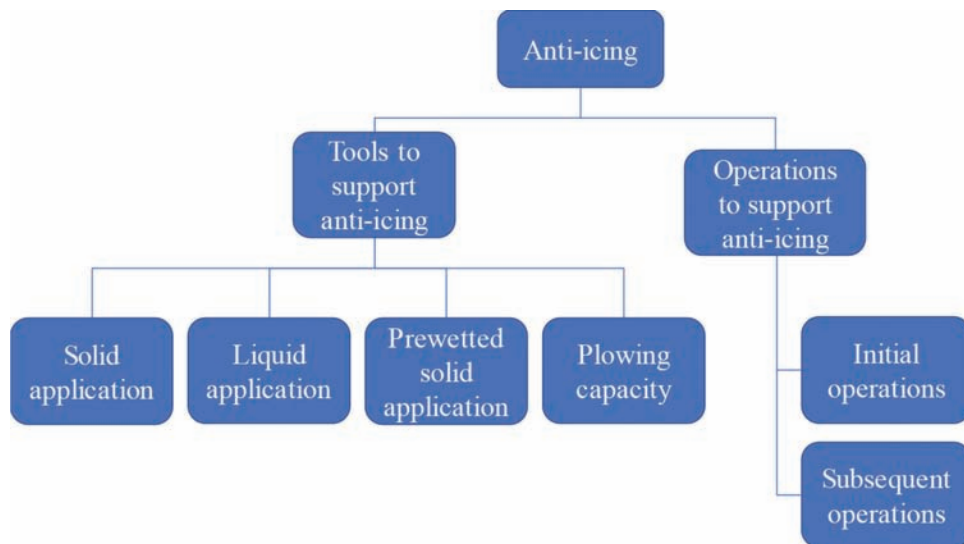 Anti-icing
Tools to
support
anti-icing
Operations
to support
anti-icing
Solid
application
Liquid
application
Prewetted
solid
application
Plowing
capacity
Initial
operations
Subsequent
operations